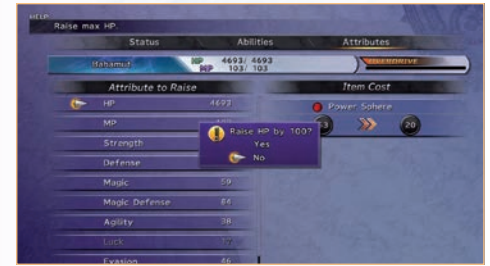 HELP
Raise max HP.
Status Abilities Attributes
Bahamut HP 4693/ 4693 OVERDRIVE
MP 103/ 103
Attribute to Raise Item Cost
HP 4693 Power Sphere
MP 20
Strength
Defense
Magic 59
Magic Defense 84
Agility 38
Luck
Evasion 46
Raise HP by 100?
Yes
No